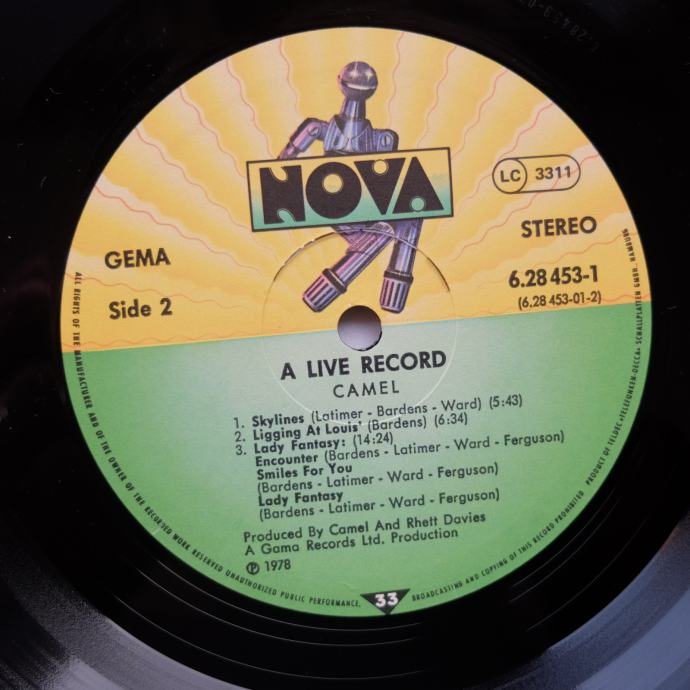 NOVA
LC 3311
GEMA
STEREO
Side 2
6.28 453-1
(6.28 453-01-2)
A LIVE RECORD
CAMEL
1. Skylines (Latimer - Bardens - Ward) (5:43)
2. Ligging At Louis' (Bardens) (6:34)
3. Lady Fantasy: (14:24)
Encounter (Bardens - Latimer - Ward - Ferguson)
Smiles For You
(Bardens - Latimer - Ward - Ferguson)
Lady Fantasy
(Bardens - Latimer - Ward - Ferguson)
Produced By Camel And Rhett Davies
A Gama Records Ltd. Production
℗ 1978
33
ALL RIGHTS OF THE MANUFACTURER AND OF THE OWNER OF THE RECORDED WORK RESERVED UNAUTHORIZED PUBLIC PERFORMANCE, BROADCASTING AND COPYING OF THIS RECORD PROHIBITED PRODUCT OF TELDEC »TELEFUNKEN-DECCA« SCHALLPLATTEN GMBH., HAMBURG